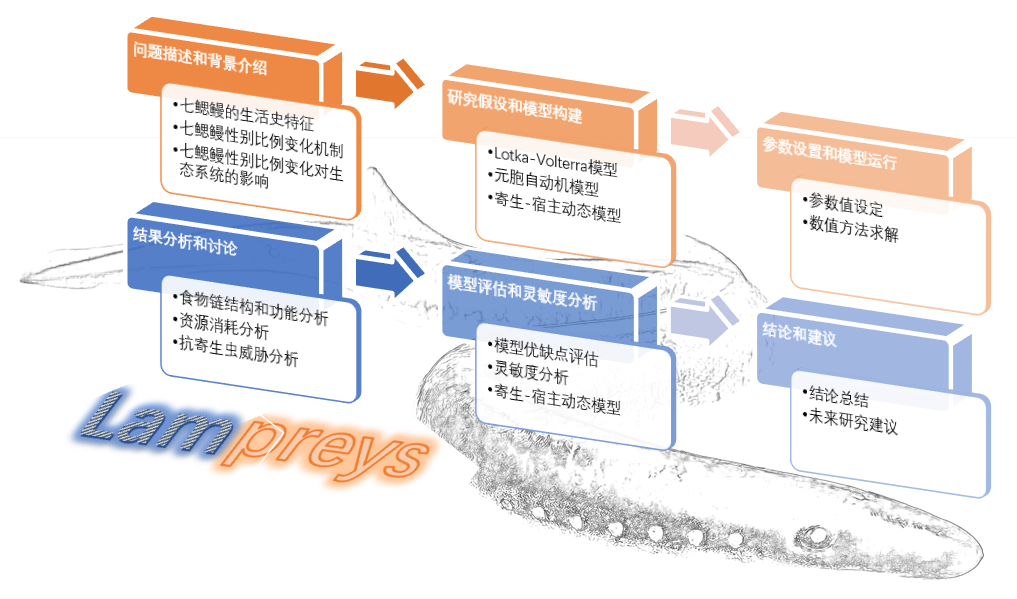 问题描述和背景介绍
•七鳃鳗的生活史特征
•七鳃鳗性别比例变化机制
•七鳃鳗性别比例变化对生
态系统的影响
研究假设和模型构建
•Lotka-Volterra模型
•元胞自动机模型
•寄生-宿主动态模型
参数设置和模型运行
•参数值设定
•数值方法求解
结果分析和讨论
•食物链结构和功能分析
•资源消耗分析
•抗寄生虫威胁分析
模型评估和灵敏度分析
•模型优缺点评估
•灵敏度分析
•寄生-宿主动态模型
结论和建议
•结论总结
•未来研究建议
Lampreys